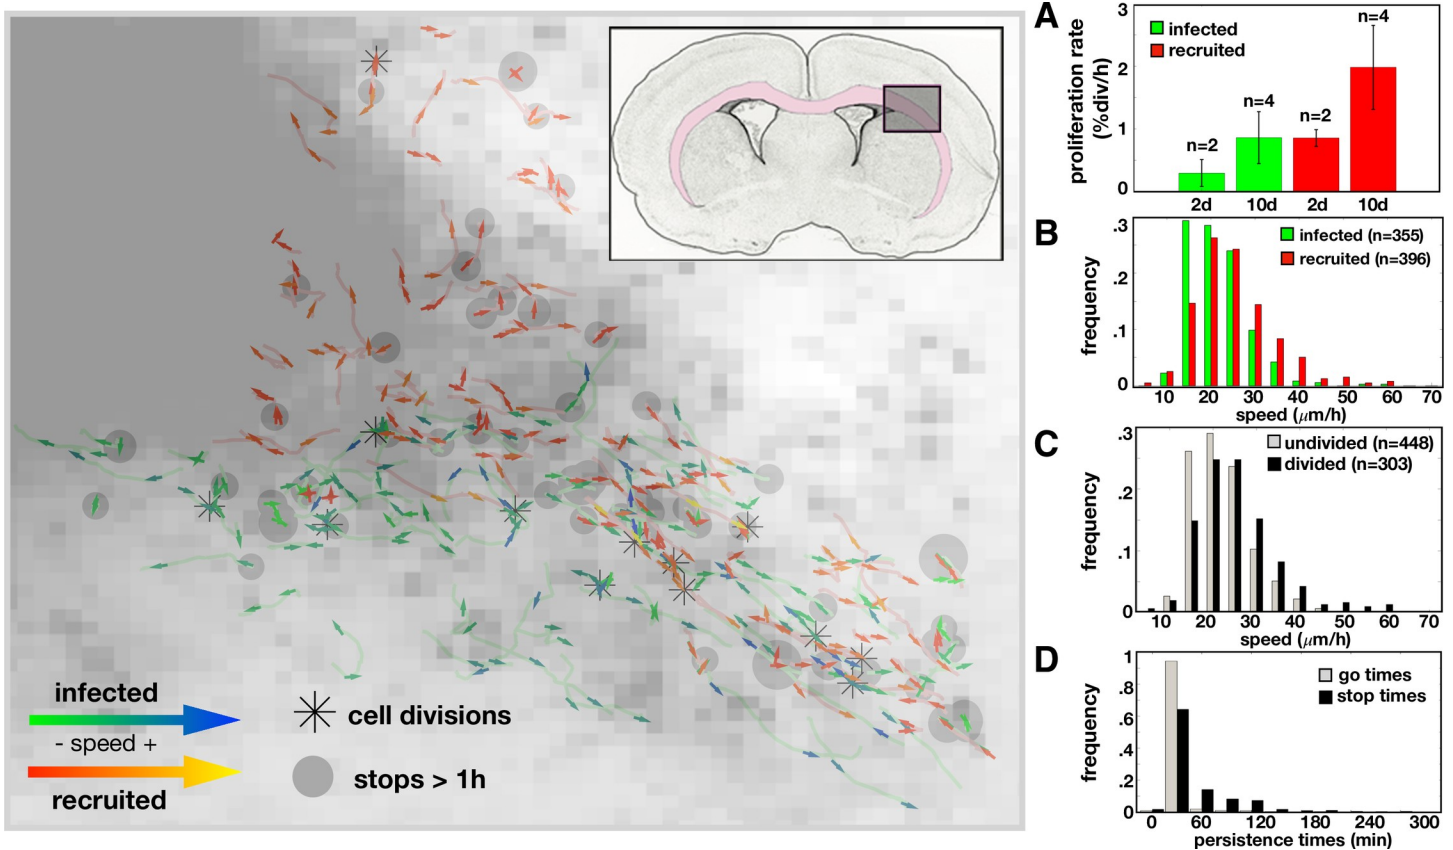 infected
- speed +
recruited
cell divisions
stops > 1h
A
proliferation rate
(%div/h)
3
2
1
0
infected
recruited
n=2
n=4
n=2
n=4
2d 10d 2d 10d
B
frequency
.3
.2
.1
0
infected (n=355)
recruited (n=396)
10 20 30 40 50 60 70
speed (μm/h)
C
frequency
.3
.2
.1
0
undivided (n=448)
divided (n=303)
10 20 30 40 50 60 70
speed (μm/h)
D
frequency
1
.8
.6
.4
.2
0
go times
stop times
0 60 120 180 240 300
persistence times (min)